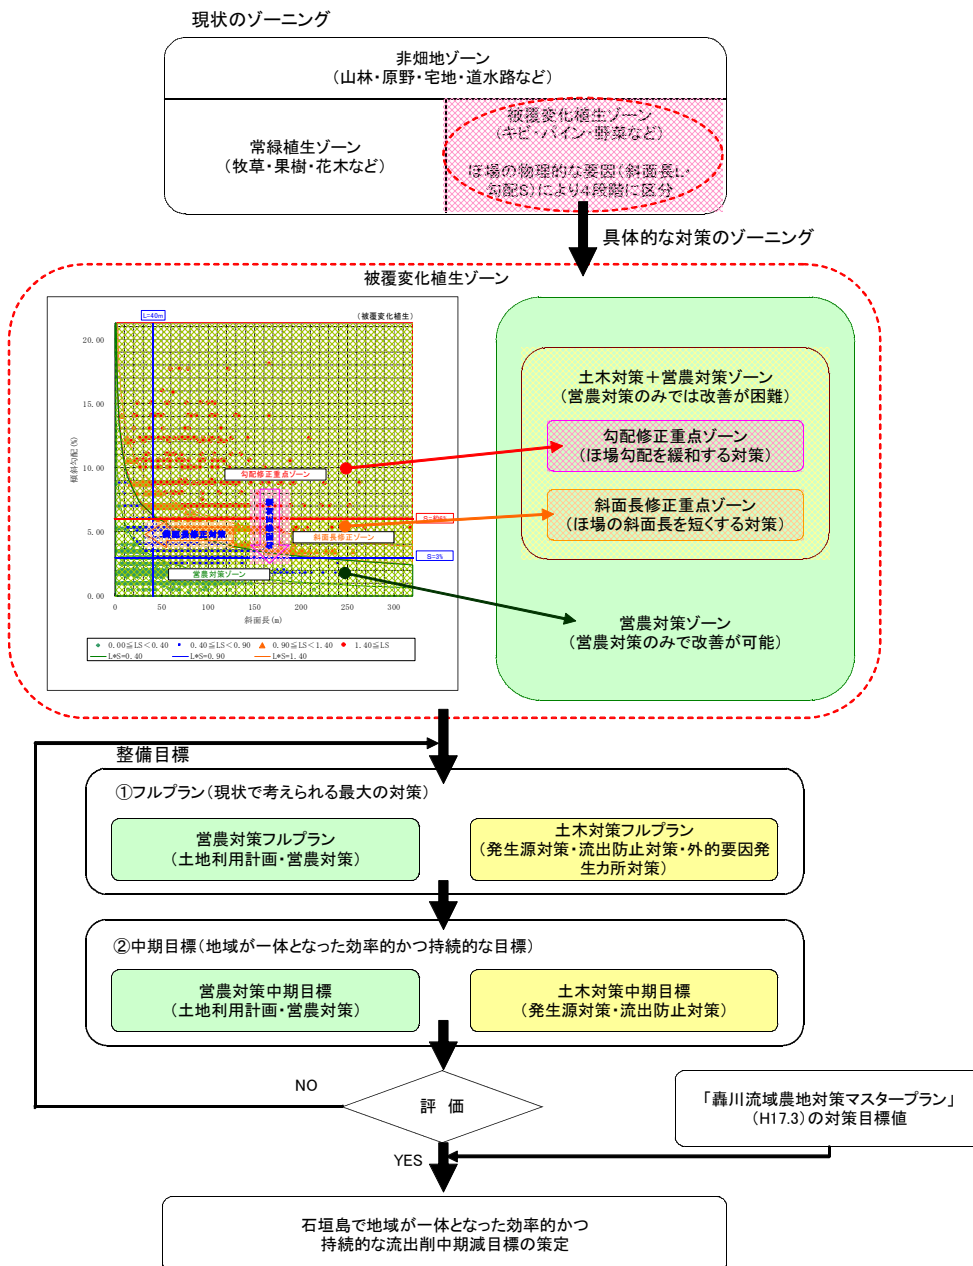 現状のゾーニング
非畑地ゾーン
（山林・原野・宅地・道水路など）
常緑植生ゾーン
（牧草・果樹・花木など）
被覆変化植生ゾーン
（キビ・パイン・野菜など）
ほ場の物理的な要因（斜面長L・
勾配S）により4段階に区分
具体的な対策のゾーニング
被覆変化植生ゾーン
L=40m
（被覆変化植生）
20.00
15.00
10.00
5.00
0.00
傾斜勾配(%)
勾配修正重点ゾーン
斜面長修正ゾーン
営農対策ゾーン
S=3%
0
50
100
150
200
250
300
斜面長(m)
0.00≦LS＜0.40
0.40≦LS＜0.90
0.90≦LS＜1.40
1.40≦LS
L*S=0.40
L*S=0.90
L*S=1.40
土木対策＋営農対策ゾーン
（営農対策のみでは改善が困難）
勾配修正重点ゾーン
（ほ場勾配を緩和する対策）
斜面長修正重点ゾーン
（ほ場の斜面長を短くする対策）
営農対策ゾーン
（営農対策のみで改善が可能）
整備目標
①フルプラン（現状で考えられる最大の対策）
営農対策フルプラン
（土地利用計画・営農対策）
土木対策フルプラン
（発生源対策・流出防止対策・外的要因発
生カ所対策）
②中期目標（地域が一体となった効率的かつ持続的な目標）
営農対策中期目標
（土地利用計画・営農対策）
土木対策中期目標
（発生源対策・流出防止対策）
NO
評 価
「轟川流域農地対策マスタープラン」
（H17.3）の対策目標値
YES
石垣島で地域が一体となった効率的かつ
持続的な流出削中期減目標の策定